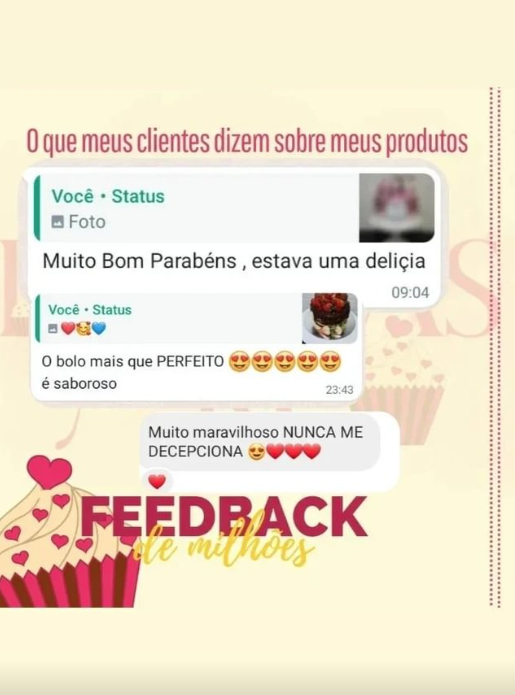 O que meus clientes dizem sobre meus produtos
Você • Status
Foto
Muito Bom Parabéns , estava uma deliçia
09:04
Você • Status
❤️🥰💙
O bolo mais que PERFEITO 😍😍😍😍😍
é saboroso
23:43
Muito maravilhoso NUNCA ME
DECEPCIONA 😍❤️❤️❤️
❤️
FEEDBACK
de milhões